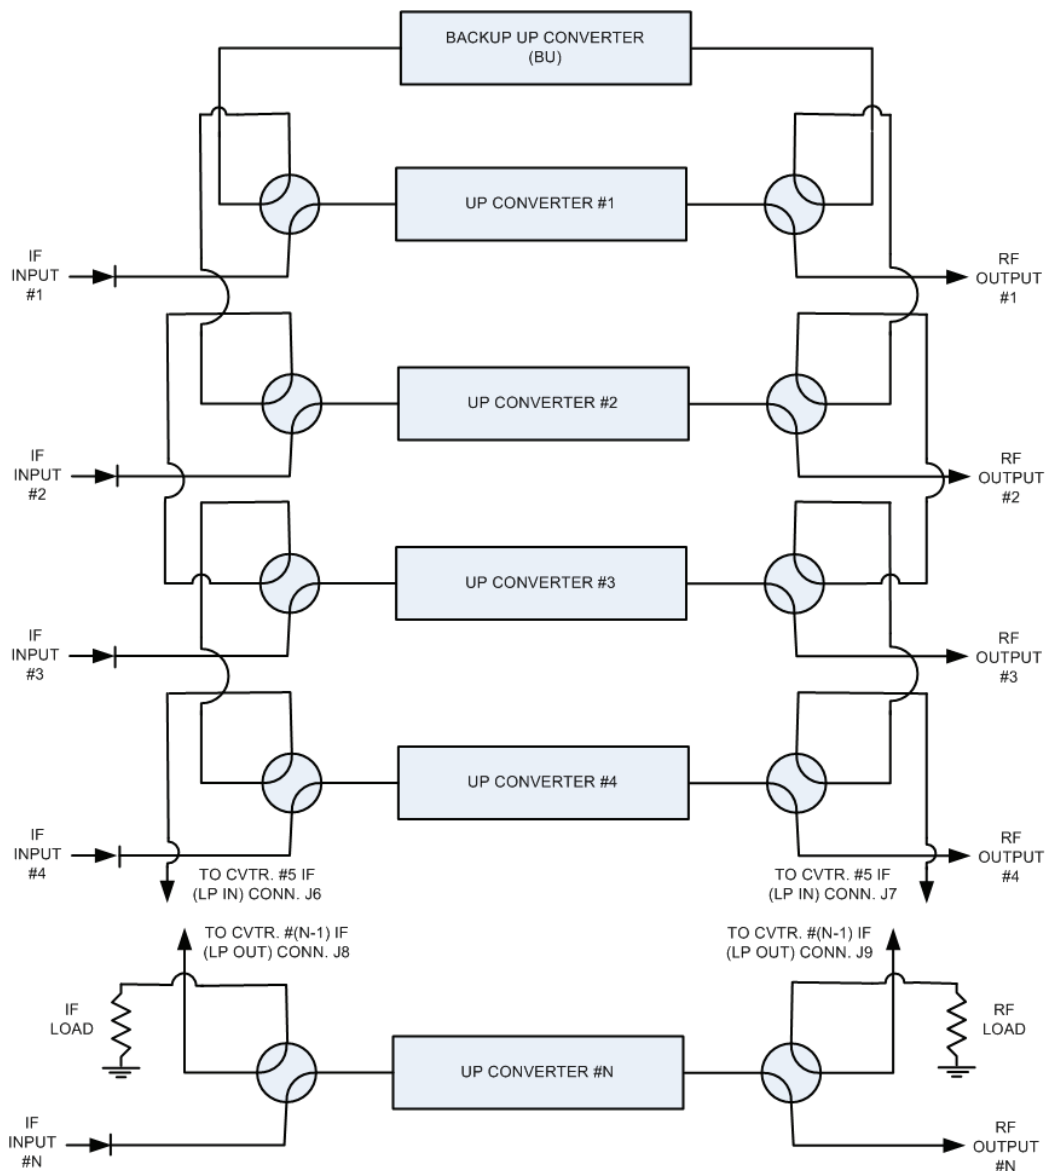 BACKUP UP CONVERTER
(BU)
UP CONVERTER #1
IF
INPUT
#1
RF
OUTPUT
#1
UP CONVERTER #2
IF
INPUT
#2
RF
OUTPUT
#2
UP CONVERTER #3
IF
INPUT
#3
RF
OUTPUT
#3
UP CONVERTER #4
IF
INPUT
#4
RF
OUTPUT
#4
TO CVTR. #5 IF
(LP IN) CONN. J6
TO CVTR. #5 IF
(LP IN) CONN. J7
TO CVTR. #(N-1) IF
(LP OUT) CONN. J8
TO CVTR. #(N-1) IF
(LP OUT) CONN. J9
IF
LOAD
RF
LOAD
UP CONVERTER #N
IF
INPUT
#N
RF
OUTPUT
#N